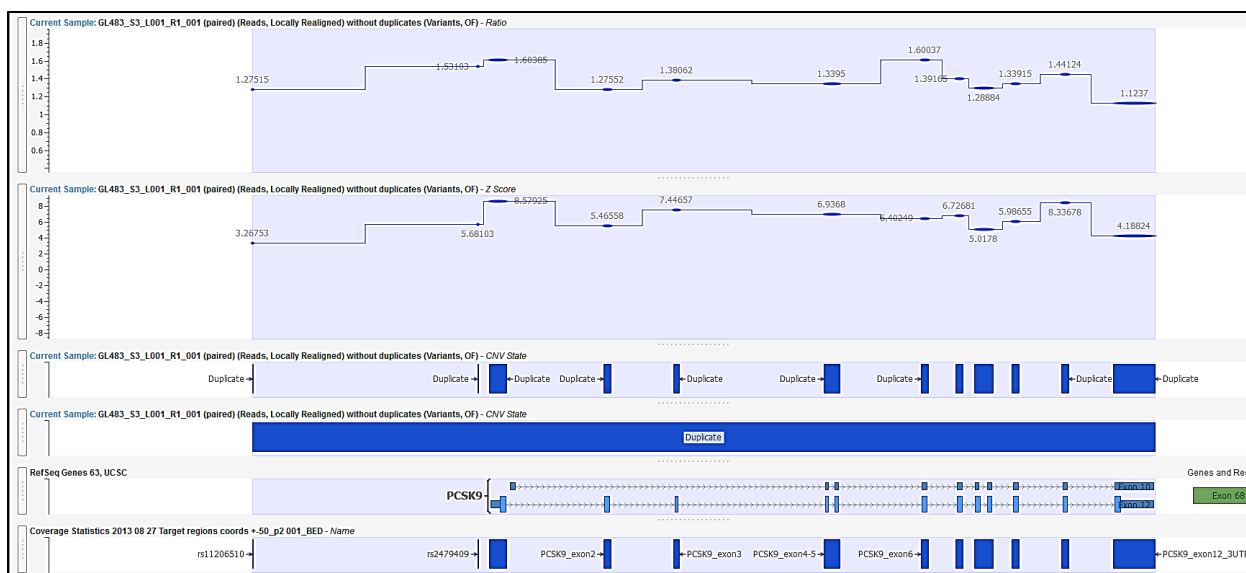 Current Sample: GL483_S3_L001_R1_001 (paired) (Reads, Locally Realigned) without duplicates (Variants, OF) - Ratio
1.8
1.6
1.4
1.2
1
0.8
0.6
1.27515
1.53103
1.60385
1.27552
1.38062
1.3395
1.60037
1.39165
1.28884
1.33915
1.44124
1.1237
Current Sample: GL483_S3_L001_R1_001 (paired) (Reads, Locally Realigned) without duplicates (Variants, OF) - Z Score
8
6
4
2
0
-2
-4
-6
-8
3.26753
5.68103
8.57925
5.46558
7.44657
6.9368
6.40249
6.72681
5.0178
5.98655
8.33678
4.18824
Current Sample: GL483_S3_L001_R1_001 (paired) (Reads, Locally Realigned) without duplicates (Variants, OF) - CNV State
Duplicate Duplicate Duplicate Duplicate Duplicate Duplicate Duplicate Duplicate Duplicate
Current Sample: GL483_S3_L001_R1_001 (paired) (Reads, Locally Realigned) without duplicates (Variants, OF) - CNV State
Duplicate
RefSeq Genes 63, UCSC
Genes and Reg
PCSK9
Exon 10
Exon 12
Exon 68
Coverage Statistics 2013 08 27 Target regions coords +-50_p2 001_BED - Name
rs11206510 rs2479409 PCSK9_exon2 PCSK9_exon3 PCSK9_exon4-5 PCSK9_exon6 PCSK9_exon12_3UTR